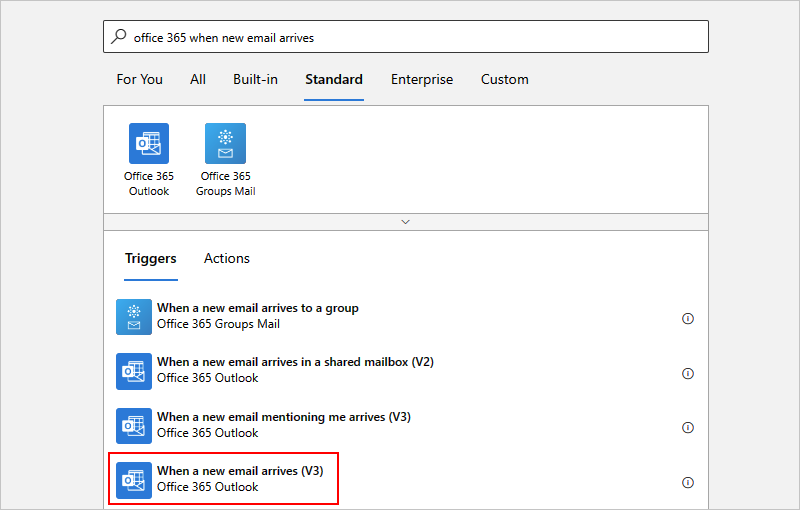 office 365 when new email arrives
For You All Built-in Standard Enterprise Custom
Office 365 Office 365
Outlook Groups Mail
Triggers Actions
When a new email arrives to a group
Office 365 Groups Mail
When a new email arrives in a shared mailbox (V2)
Office 365 Outlook
When a new email mentioning me arrives (V3)
Office 365 Outlook
When a new email arrives (V3)
Office 365 Outlook